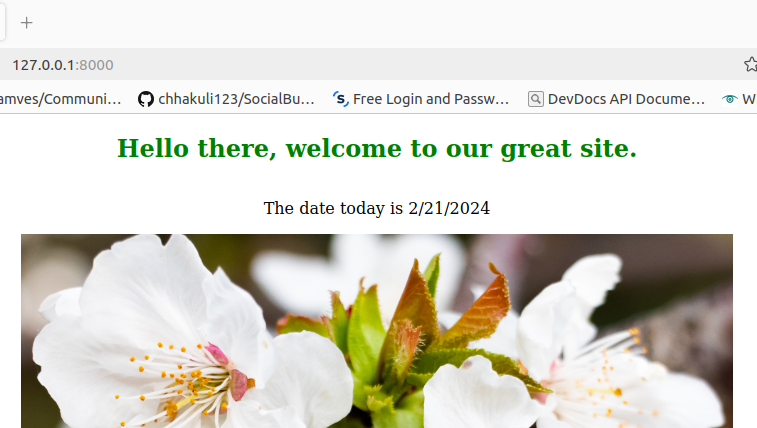 127.0.0.1:8000
amves/Communi... chhakuli123/SocialBu... Free Login and Passw... DevDocs API Docume... W
Hello there, welcome to our great site.
The date today is 2/21/2024